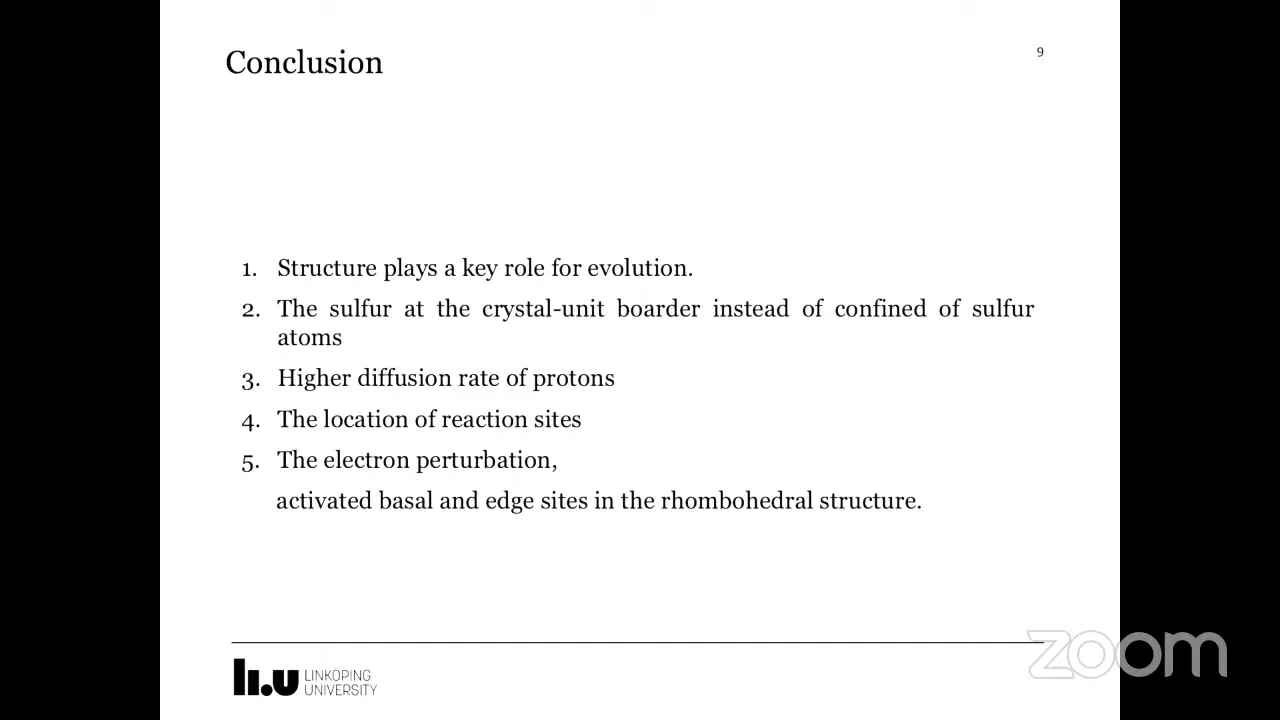 Conclusion
9
1. Structure plays a key role for evolution.
2. The sulfur at the crystal-unit boarder instead of confined of sulfur
atoms
3. Higher diffusion rate of protons
4. The location of reaction sites
5. The electron perturbation,
activated basal and edge sites in the rhombohedral structure.
li.u LINKÖPING
UNIVERSITY
zoom